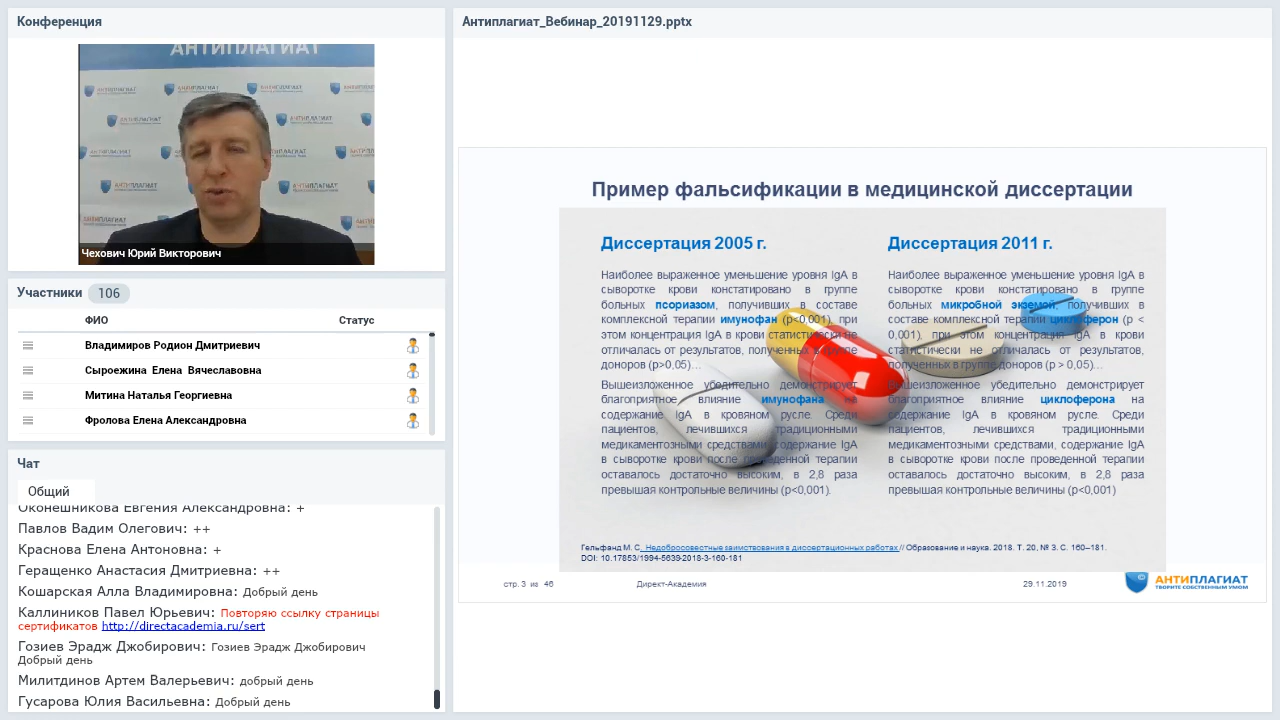 Конференция
АНТИПЛАГИАТ
Чехович Юрий Викторович
Участники 106
ФИО Статус
Владимиров Родион Дмитриевич
Сыроежина Елена Вячеславовна
Митина Наталья Георгиевна
Фролова Елена Александровна
Чат
Общий
Оконешникова Евгения Александровна: +
Павлов Вадим Олегович: ++
Краснова Елена Антоновна: +
Геращенко Анастасия Дмитриевна: ++
Кошарская Алла Владимировна: Добрый день
Каллиников Павел Юрьевич: Повторяю ссылку страницы
сертификатов http://directacademia.ru/sert
Гозиев Эрадж Джобирович: Гозиев Эрадж Джобирович
Добрый день
Милитдинов Артем Валерьевич: добрый день
Гусарова Юлия Васильевна: Добрый день
Антиплагиат_Вебинар_20191129.pptx
Пример фальсификации в медицинской диссертации
Диссертация 2005 г.
Наиболее выраженное уменьшение уровня IgA в
сыворотке крови констатировано в группе
больных псориазом, получивших в составе
комплексной терапии имунофан (p<0,001), при
этом концентрация IgA в крови статистически не
отличалась от результатов, полученных в группе
доноров (p>0,05)…
Вышеизложенное убедительно демонстрирует
благоприятное влияние имунофана на
содержание IgA в кровяном русле. Среди
пациентов, лечившихся традиционными
медикаментозными средствами, содержание IgA
в сыворотке крови после проведенной терапии
оставалось достаточно высоким, в 2,8 раза
превышая контрольные величины (p<0,001).
Диссертация 2011 г.
Наиболее выраженное уменьшение уровня IgA в
сыворотке крови констатировано в группе
больных микробной экземой, получивших в
составе комплексной терапии циклоферон (p <
0,001), при этом концентрация IgA в крови
статистически не отличалась от результатов,
полученных в группе доноров (p > 0,05)…
Вышеизложенное убедительно демонстрирует
благоприятное влияние циклоферона на
содержание IgA в кровяном русле. Среди
пациентов, лечившихся традиционными
медикаментозными средствами, содержание IgA
в сыворотке крови после проведенной терапии
оставалось достаточно высоким, в 2,8 раза
превышая контрольные величины (p<0,001)
Гельфанд М. С. Недобросовестные заимствования в диссертационных работах // Образование и наука. 2018. Т. 20, № 3. С. 160–181.
DOI: 10.17853/1994-5639-2018-3-160-181
стр. 3 из 46 Директ-Академия 29.11.2019
АНТИПЛАГИАТ
ТВОРИТЕ СОБСТВЕННЫМ УМОМ